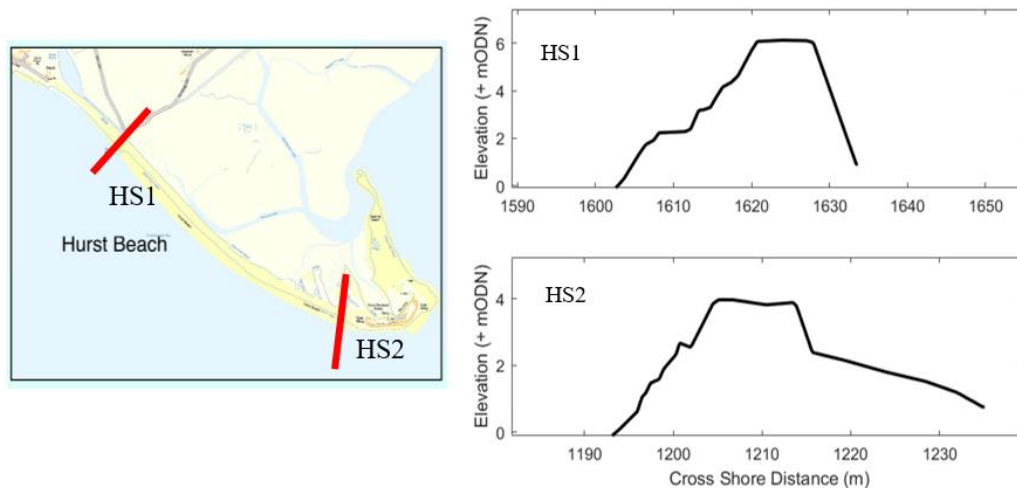 HS1
Hurst Beach
HS2
HS1
Elevation (+ mODN)
6
4
2
0
1590 1600 1610 1620 1630 1640 1650
HS2
Elevation (+ mODN)
4
2
0
1190 1200 1210 1220 1230
Cross Shore Distance (m)